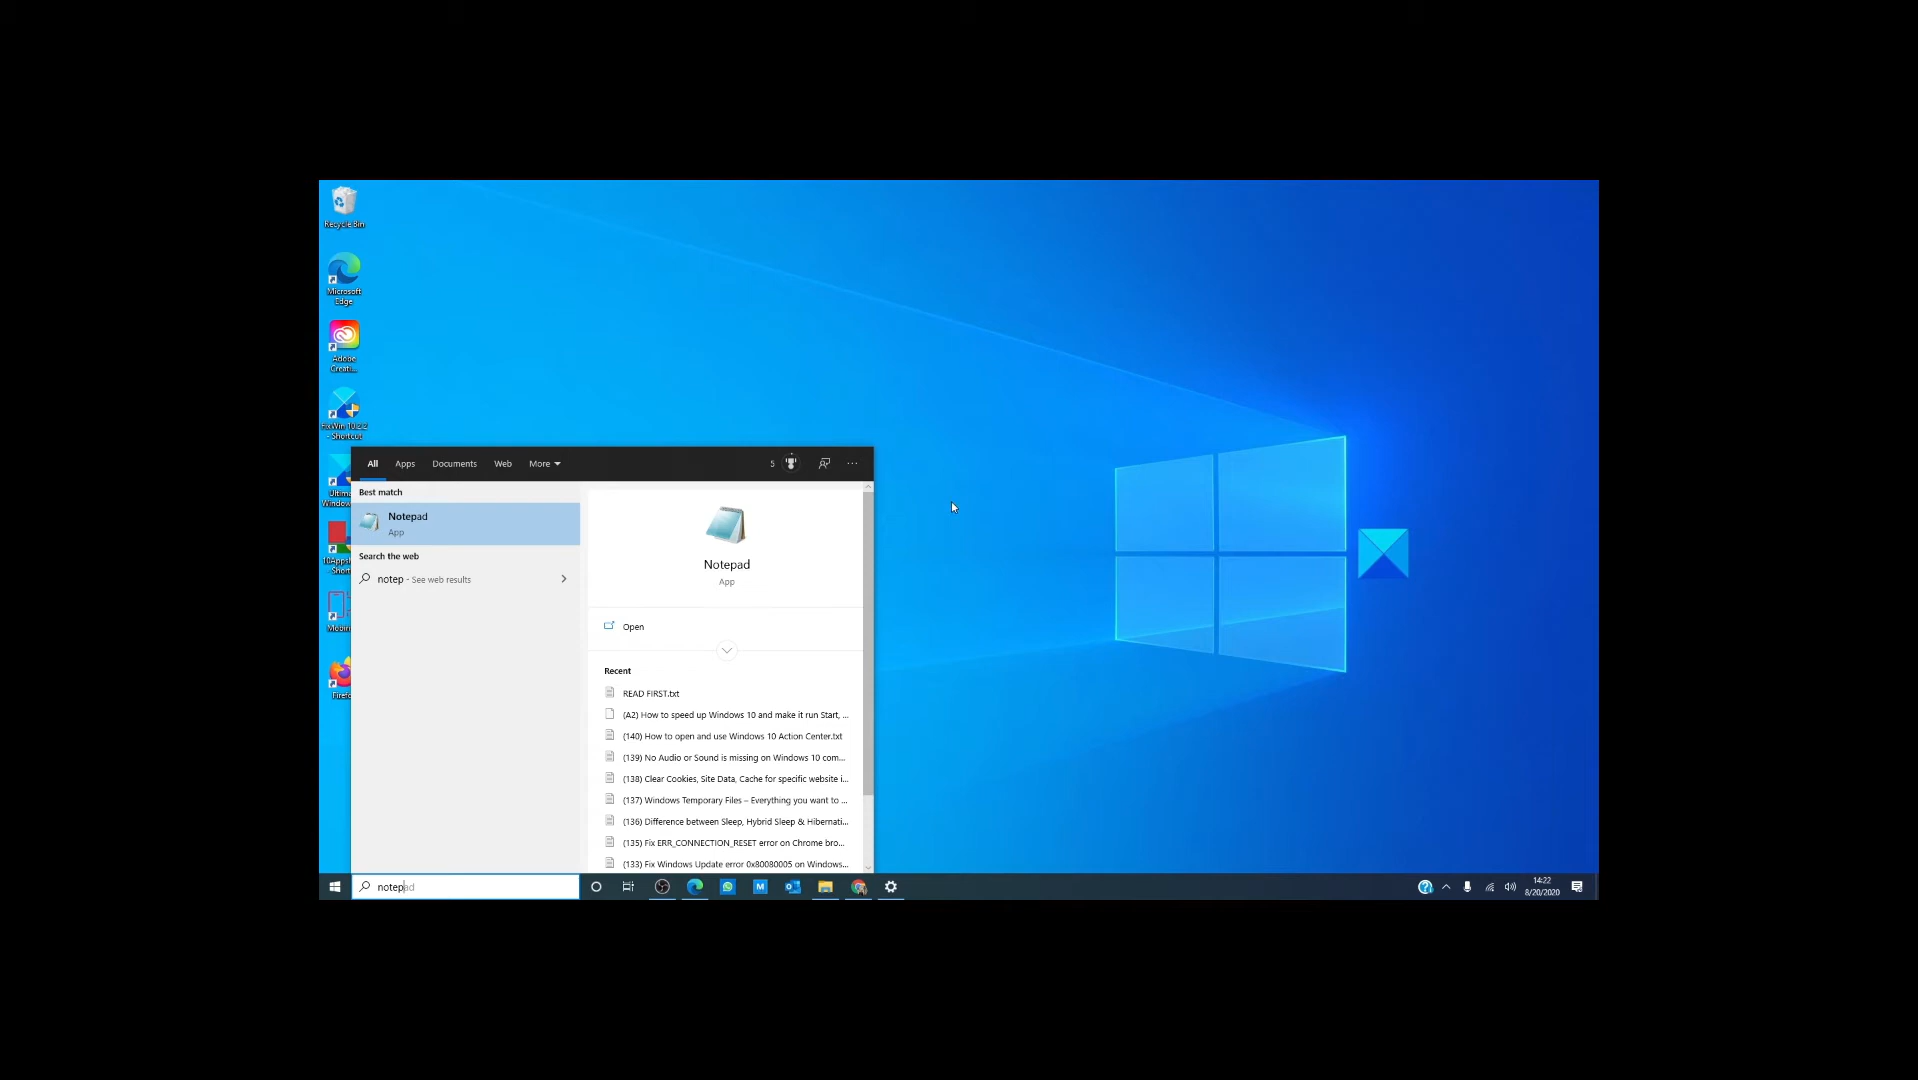 Recycle Bin
Microsoft
Edge
Adobe
Creati...
FixWin 10.2.2
- Shortcut
Windows
All Apps Documents Web More 5 ...
Best match
Notepad
App
Search the web
notep - See web results
Notepad
App
Open
Recent
READ FIRST.txt
(A2) How to speed up Windows 10 and make it run Start, ...
(140) How to open and use Windows 10 Action Center.txt
(139) No Audio or Sound is missing on Windows 10 com...
(138) Clear Cookies, Site Data, Cache for specific website i...
(137) Windows Temporary Files – Everything you want to ...
(136) Difference between Sleep, Hybrid Sleep & Hibernati...
(135) Fix ERR_CONNECTION_RESET error on Chrome bro...
(133) Fix Windows Update error 0x80080005 on Windows...
notepad
M
14:22
8/20/2020